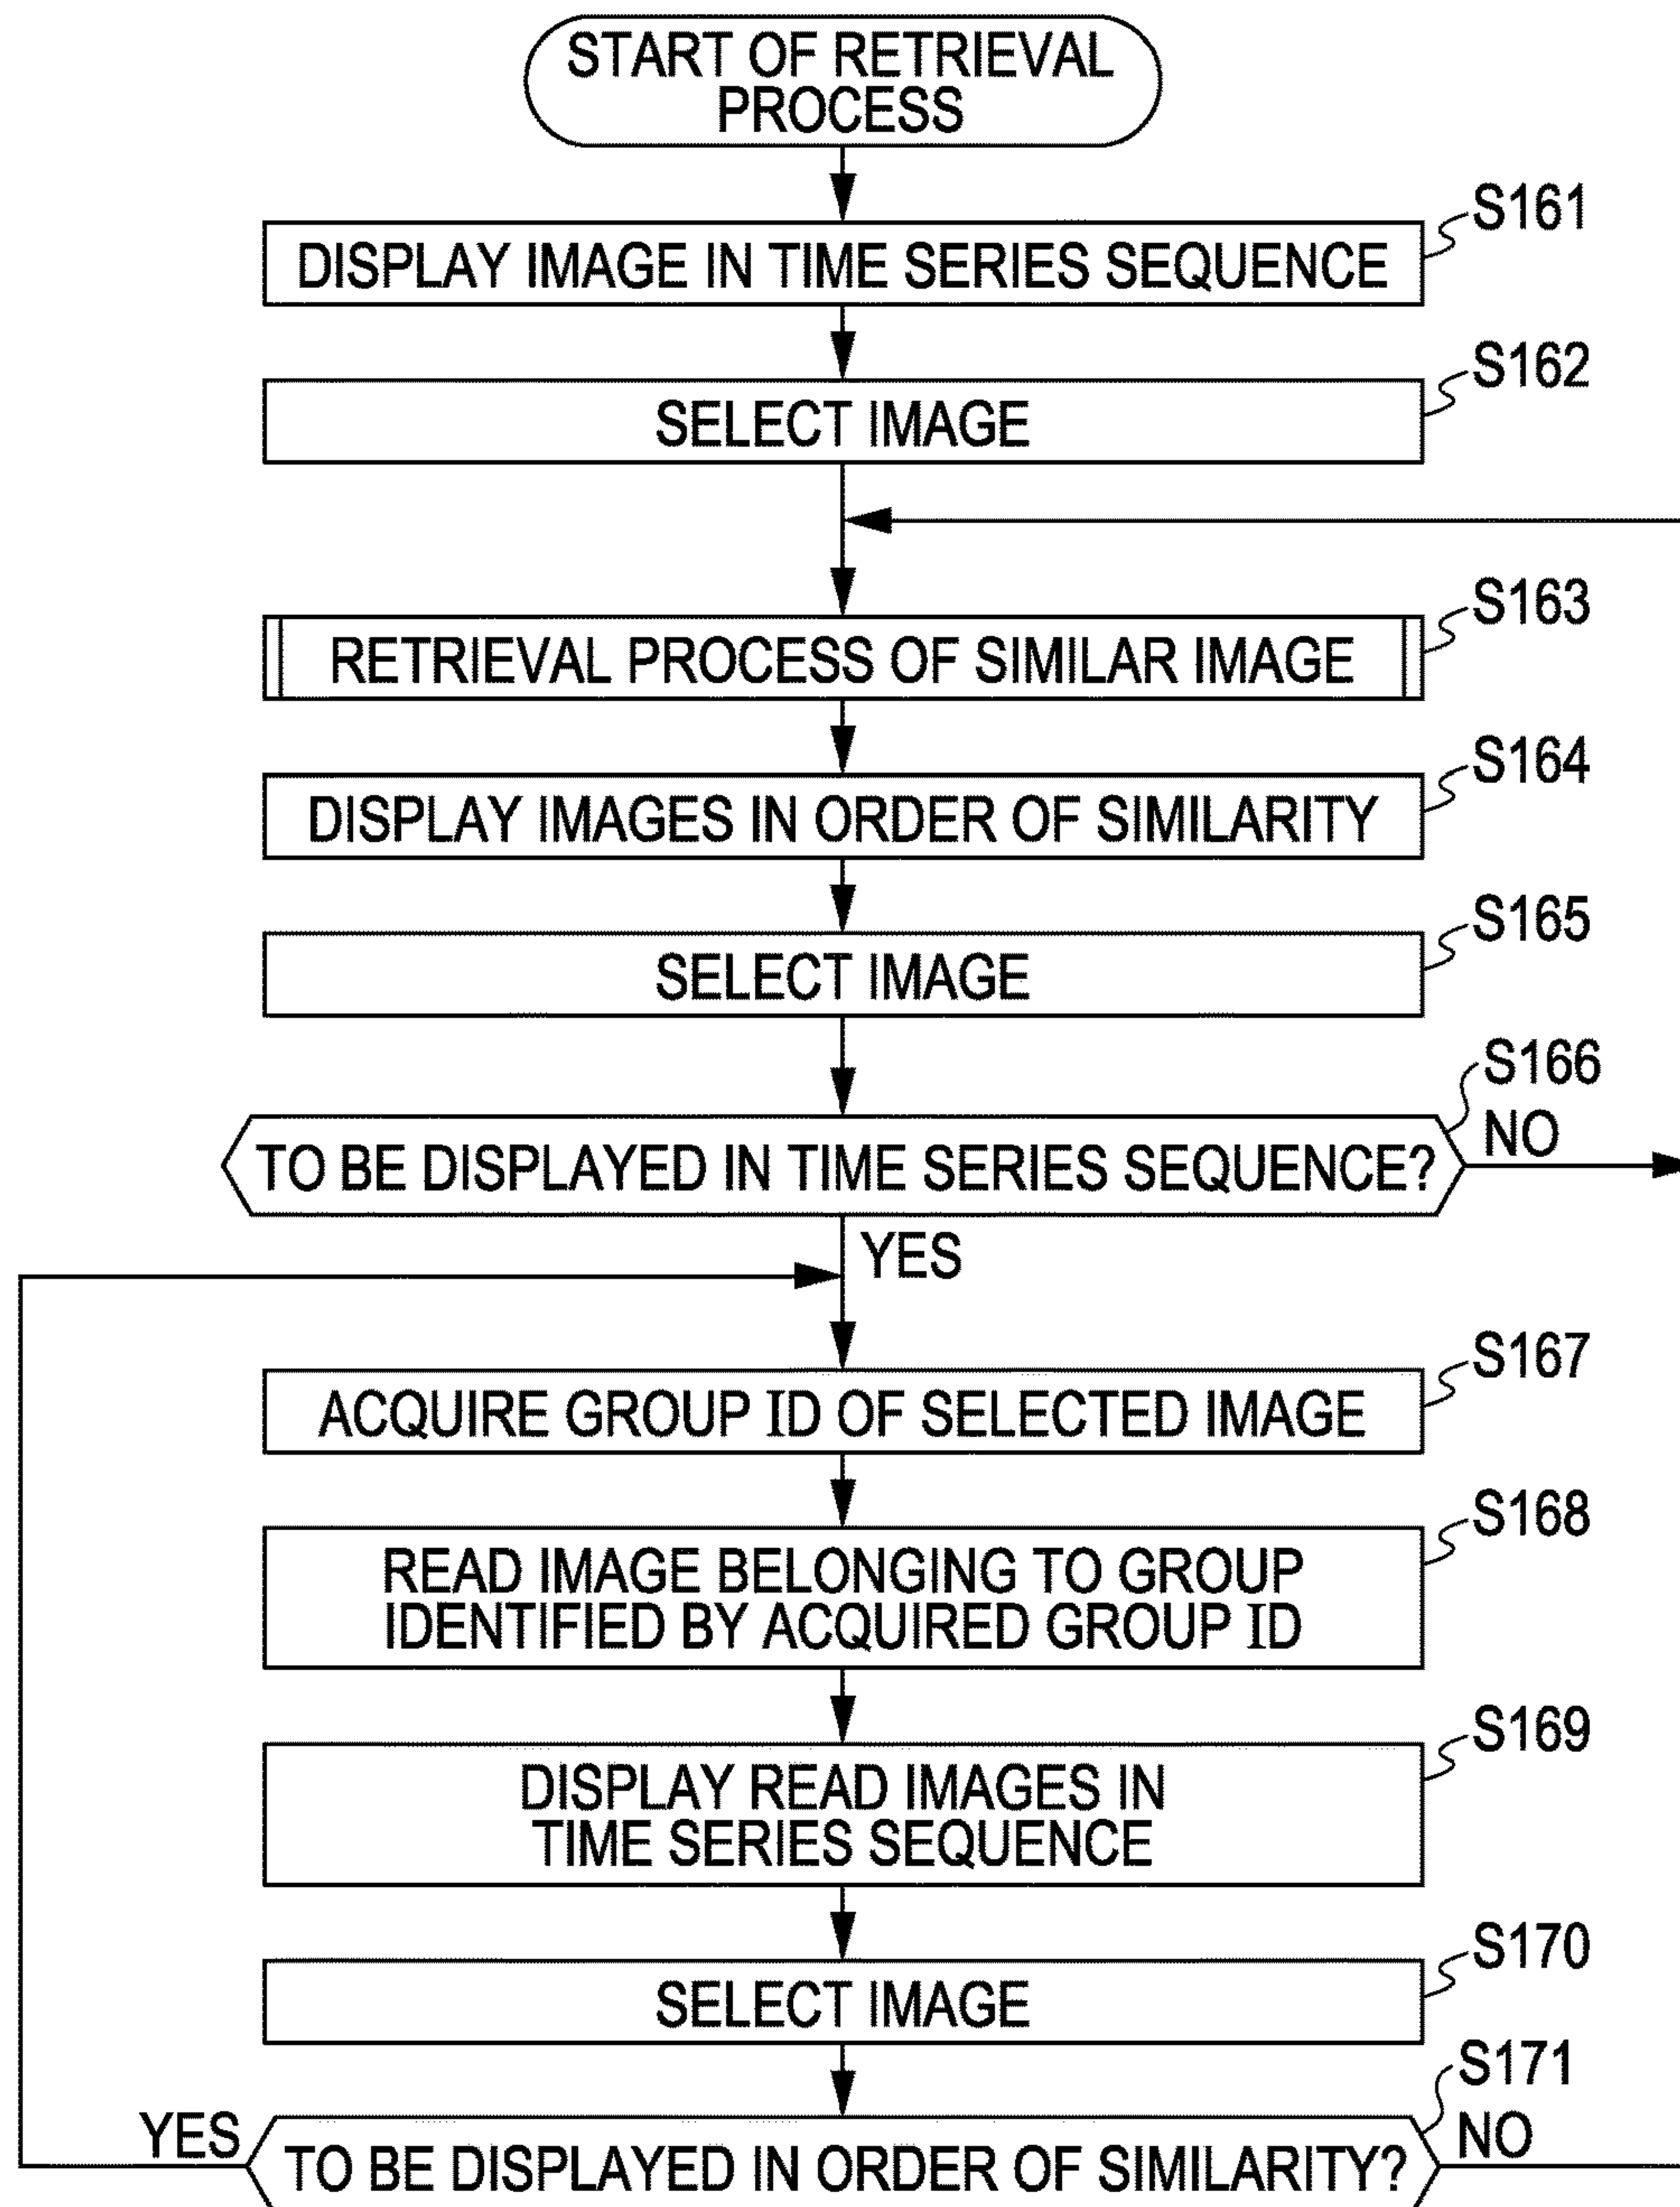 START OF RETRIEVAL
PROCESS
S161
DISPLAY IMAGE IN TIME SERIES SEQUENCE
S162
SELECT IMAGE
S163
RETRIEVAL PROCESS OF SIMILAR IMAGE
S164
DISPLAY IMAGES IN ORDER OF SIMILARITY
S165
SELECT IMAGE
S166
NO
TO BE DISPLAYED IN TIME SERIES SEQUENCE?
YES
S167
ACQUIRE GROUP ID OF SELECTED IMAGE
S168
READ IMAGE BELONGING TO GROUP
IDENTIFIED BY ACQUIRED GROUP ID
S169
DISPLAY READ IMAGES IN
TIME SERIES SEQUENCE
S170
SELECT IMAGE
S171
YES
TO BE DISPLAYED IN ORDER OF SIMILARITY?
NO